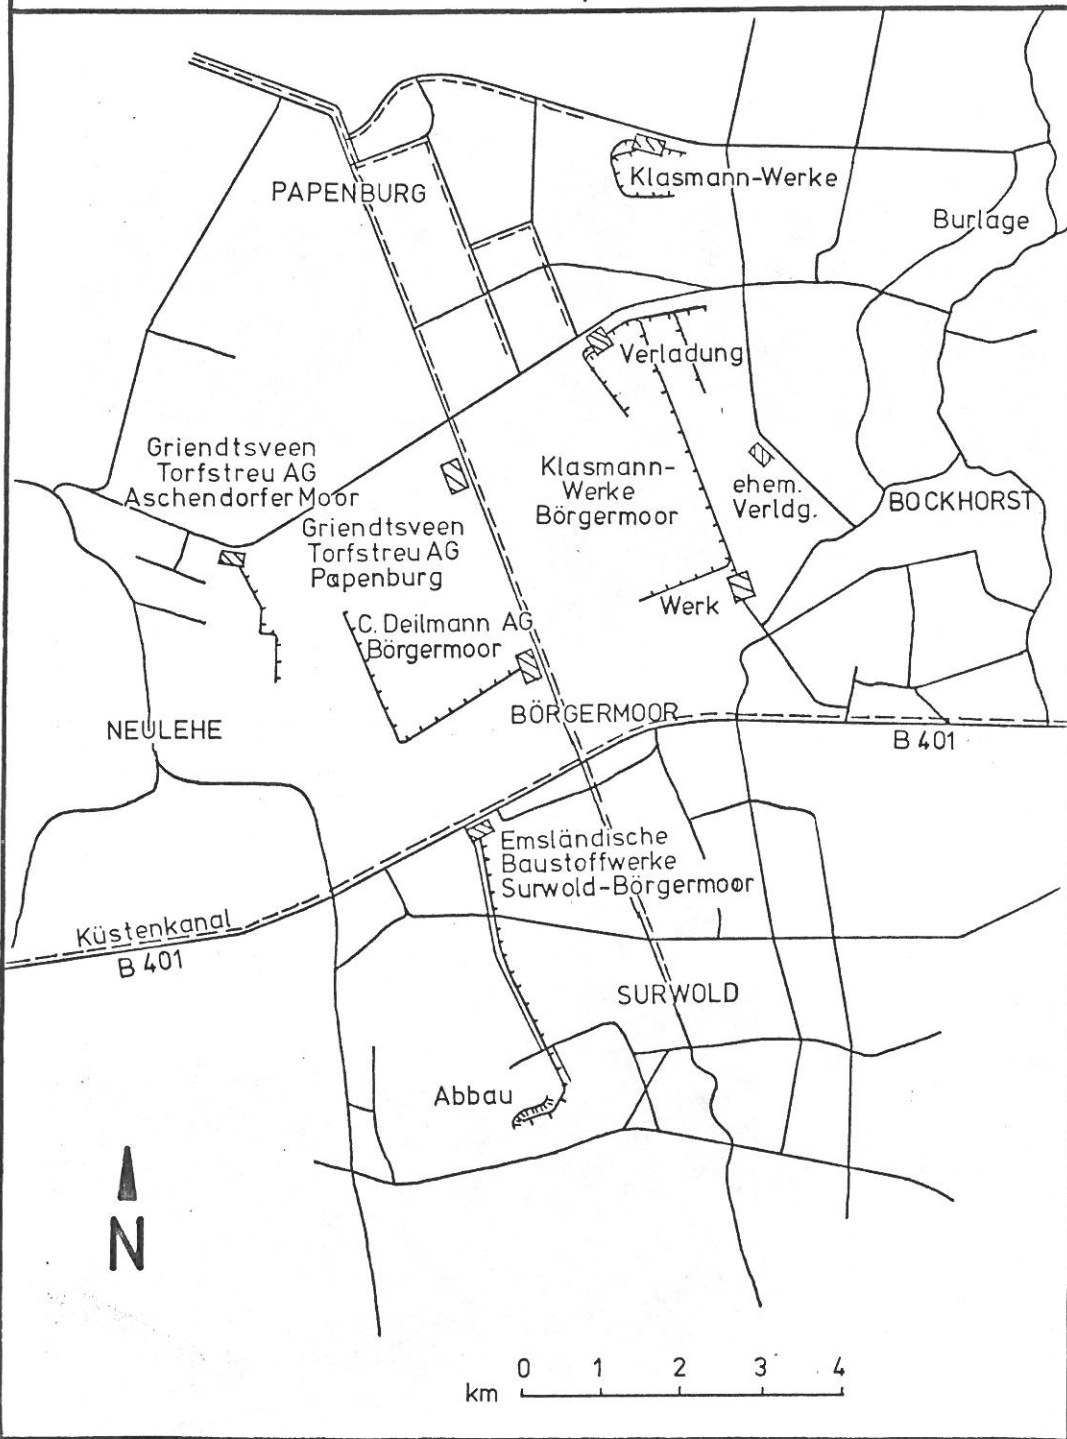 PAPENBURG
Klasmann-Werke
Burlage
Verladung
Griendtsveen
Torfstreu AG
Aschendorfer Moor
Klasmann-
Werke
Börgermoor
ehem.
Verldg.
BOCKHORST
Griendtsveen
Torfstreu AG
Papenburg
Werk
C. Deilmann AG
Börgermoor
NEULEHE
BÖRGERMOOR
B 401
Emsländische
Baustoffwerke
Surwold-Börgermoor
Küstenkanal
B 401
SURWOLD
Abbau
N
0 1 2 3 4
km